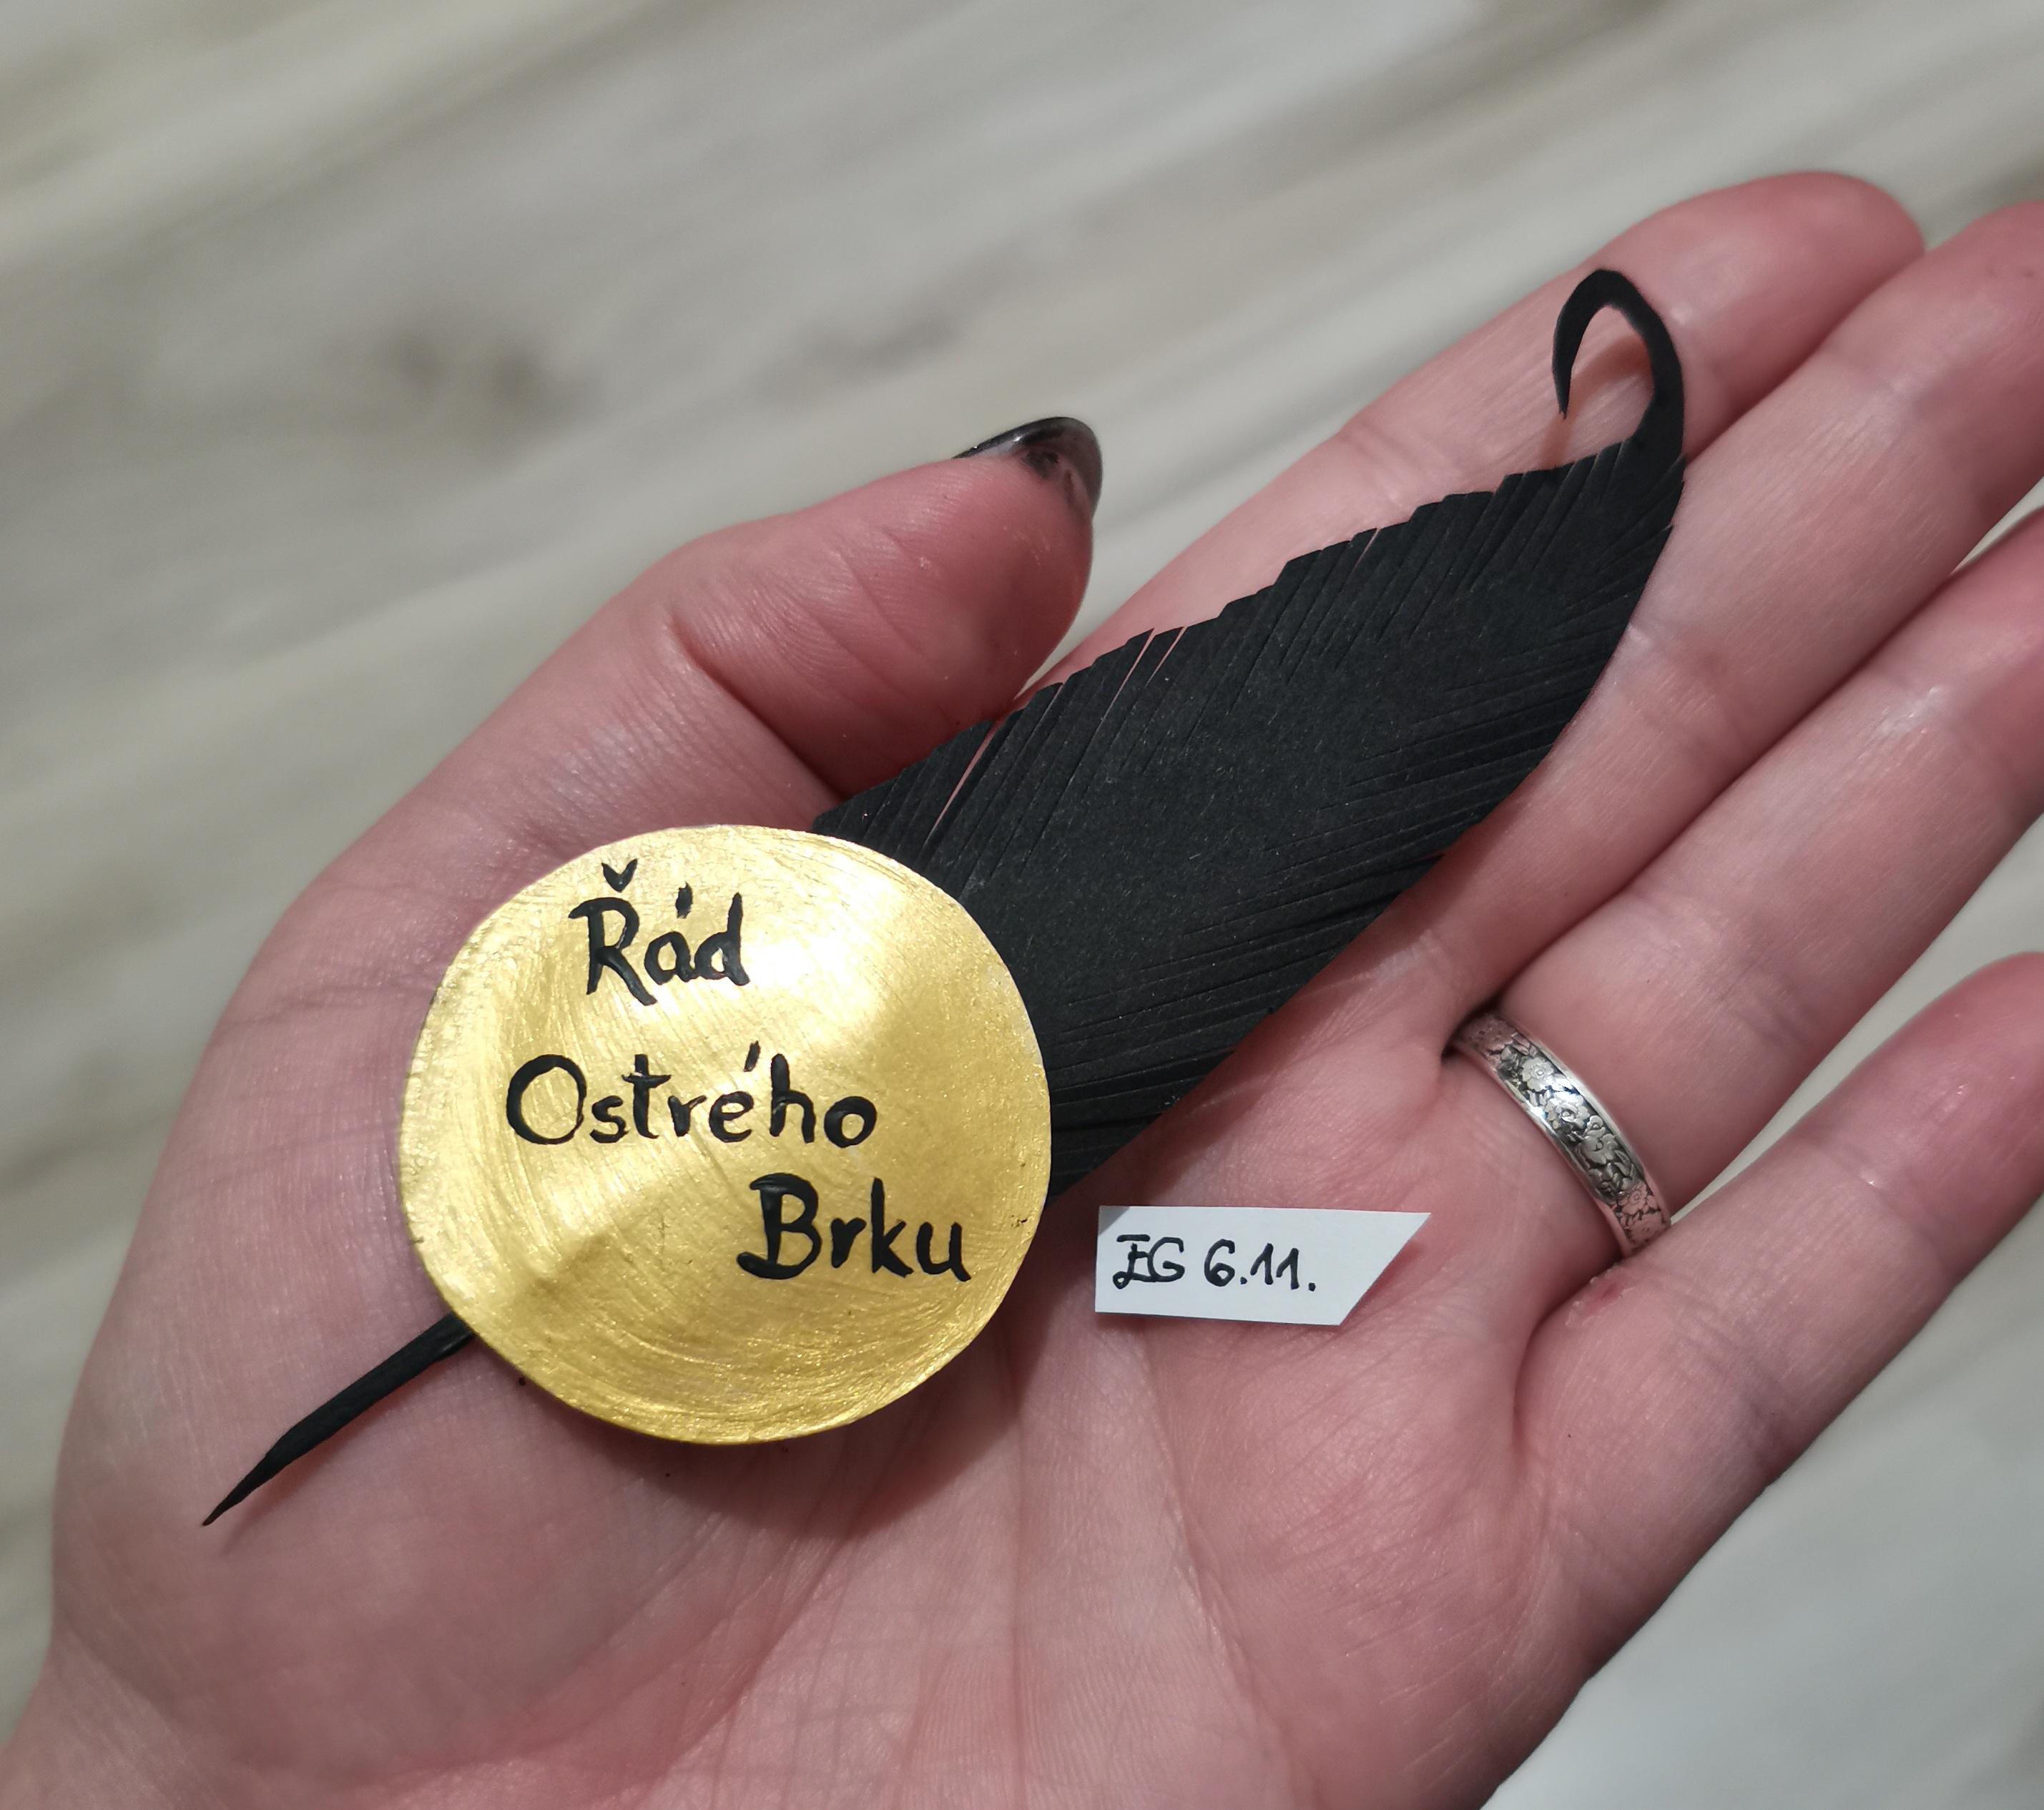 Řád
Ostrého
Brku
EG 6.11.